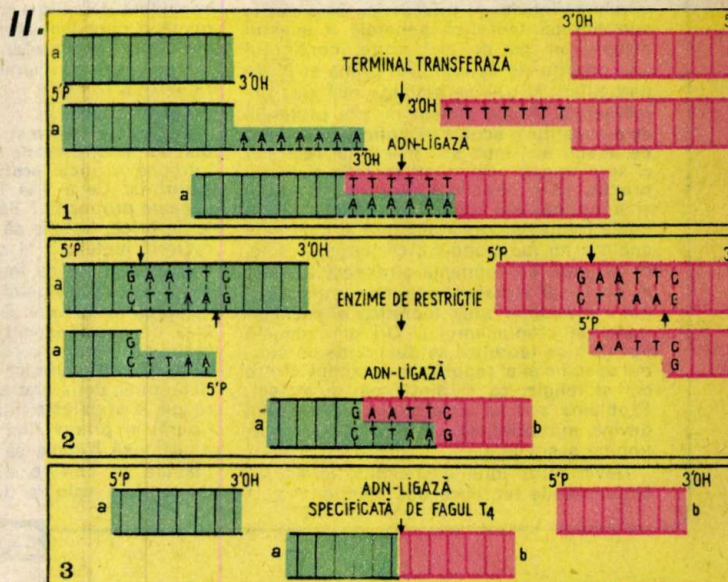 II.
3'OH
a
TERMINAL TRANSFERAZĂ
5'P
3'OH
a
3'OH
T T T T T T T
A A A A A A A
ADN-LIGAZĂ
3'OH
a
T T T T T T
A A A A A A
b
1
5'P
3'OH
5'P
a
G A A T T C
C T T A A G
ENZIME DE RESTRICTIE
G A A T T C
C T T A A G
a
G
C T T A A
5'P
5'P
A A T T C
G
ADN-LIGAZĂ
a
G A A T T C
C T T A A G
b
2
5'P
3'OH
a
ADN-LIGAZĂ
SPECIFICATĂ DE FAGUL T4
5'P
3'OH
b
a
b
3